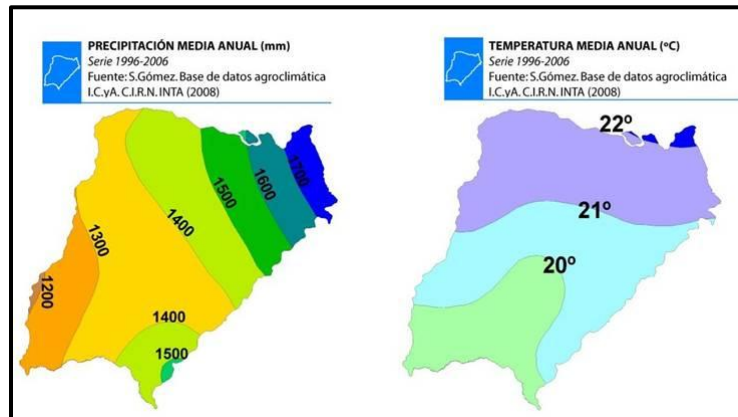 PRECIPITACIÓN MEDIA ANUAL (mm)
Serie 1996-2006
Fuente: S.Gómez. Base de datos agroclimática
I.C.yA. C.I.R.N. INTA (2008)
1700
1600
1500
1400
1300
1200
1400
1500
TEMPERATURA MEDIA ANUAL (ºC)
Serie 1996-2006
Fuente: S.Gómez. Base de datos agroclimática
I.C.yA. C.I.R.N. INTA (2008)
22º
21º
20º